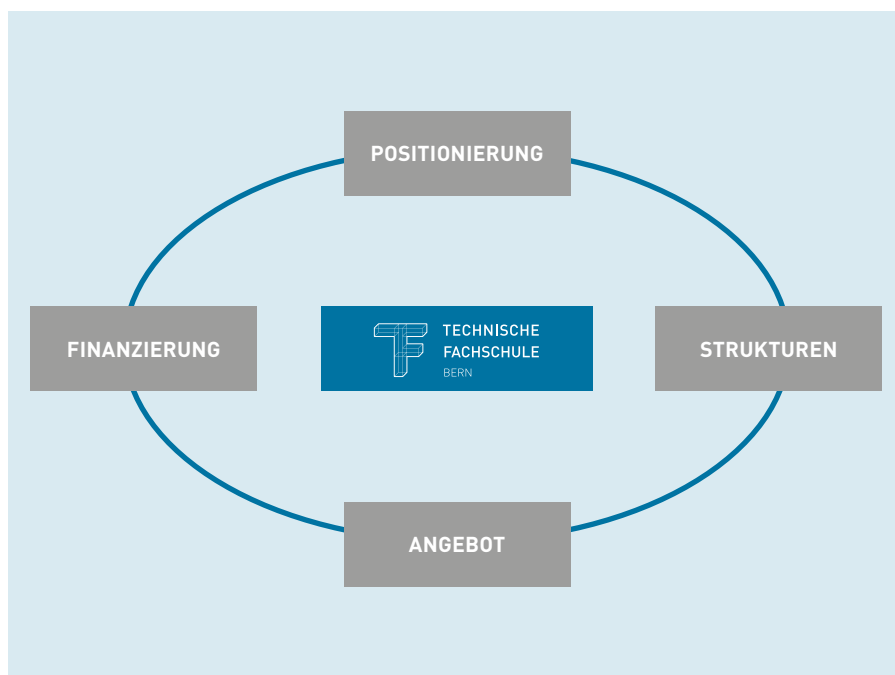 POSITIONIERUNG
FINANZIERUNG
TECHNISCHE
FACHSCHULE
BERN
STRUKTUREN
ANGEBOT